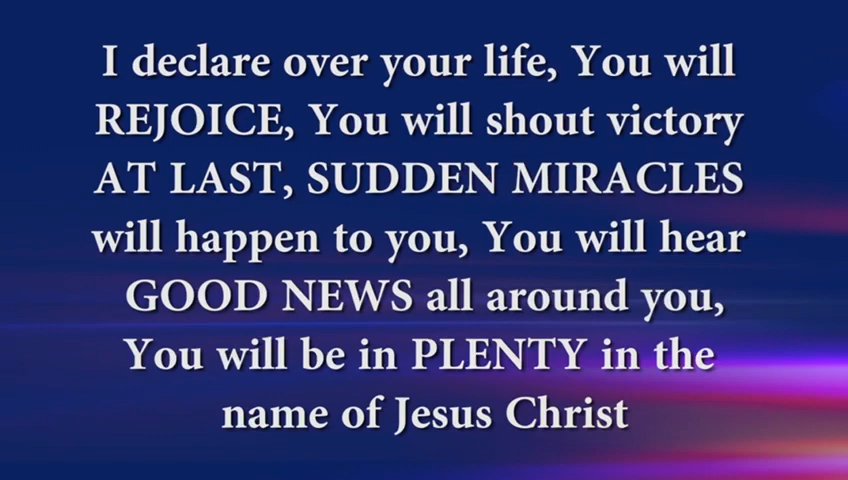 I declare over your life, You will
REJOICE, You will shout victory
AT LAST, SUDDEN MIRACLES
will happen to you, You will hear
GOOD NEWS all around you,
You will be in PLENTY in the
name of Jesus Christ